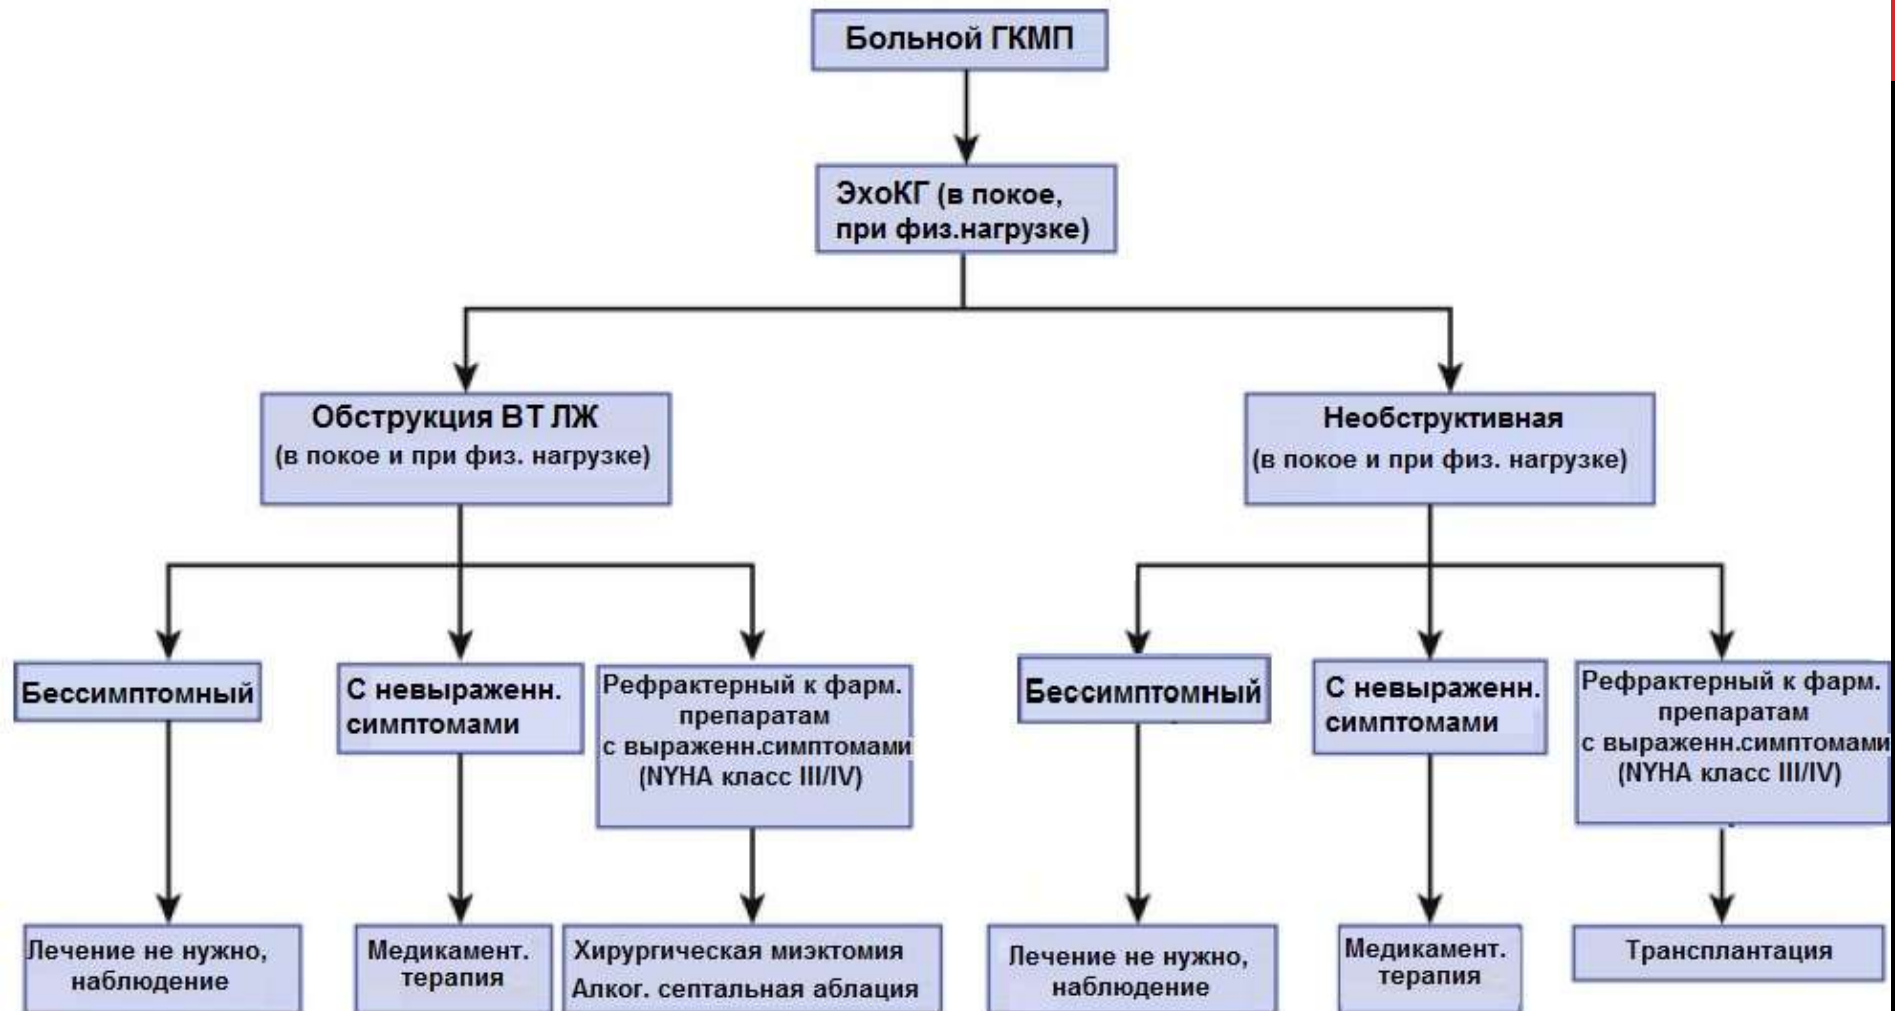 Больной ГКМП
ЭхоКГ (в покое,
при физ.нагрузке)
Обструкция ВТ ЛЖ
(в покое и при физ. нагрузке)
Необструктивная
(в покое и при физ. нагрузке)
Бессимптомный
С невыраженн.
симптомами
Рефрактерный к фарм.
препаратам
с выраженн.симптомами
(NYHA класс III/IV)
Бессимптомный
С невыраженн.
симптомами
Рефрактерный к фарм.
препаратам
с выраженн.симптомами
(NYHA класс III/IV)
Лечение не нужно,
наблюдение
Медикамент.
терапия
Хирургическая миэктомия
Алког. септальная аблация
Лечение не нужно,
наблюдение
Медикамент.
терапия
Трансплантация